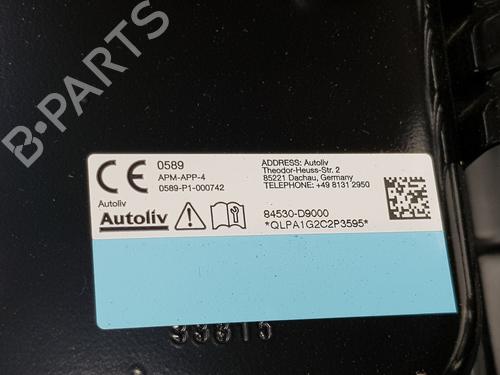 B-PARTS
CE 0589
APM-APP-4
0589-P1-000742
Autoliv
Autoliv
ADDRESS: Autoliv
Theodor-Heuss-Str. 2
85221 Dachau, Germany
TELEPHONE: +49 8131 2950
84530-D9000
*QLPA1G2C2P3595*